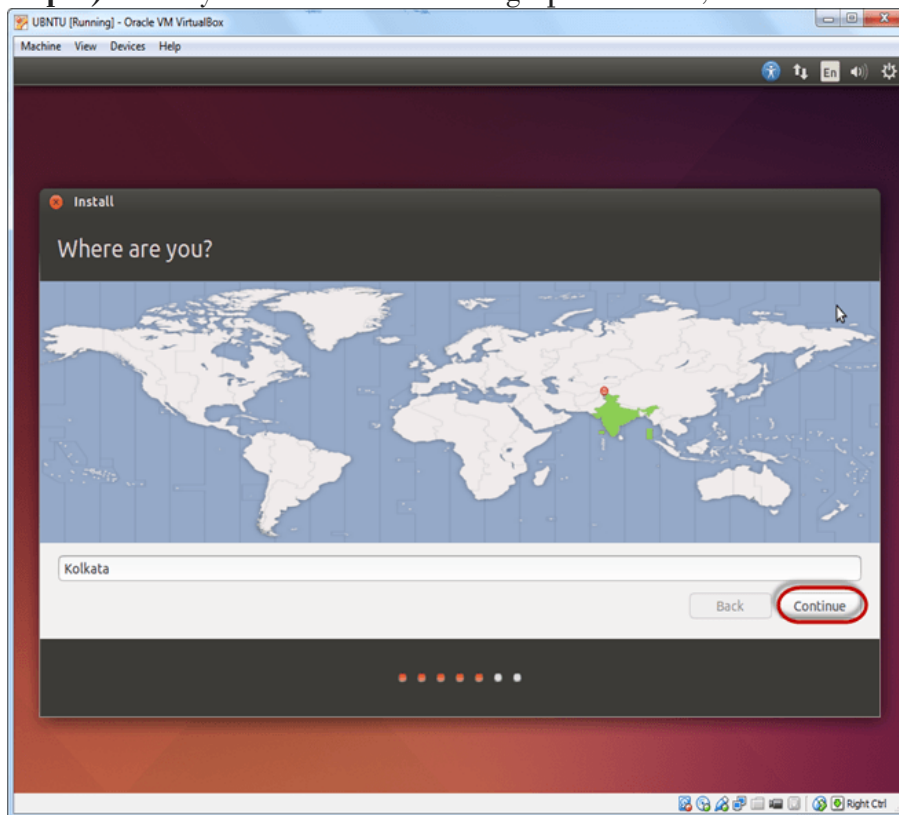 UBNTU [Running] - Oracle VM VirtualBox
Machine View Devices Help
En
Install
Where are you?
Kolkata
Back Continue
Right Ctrl